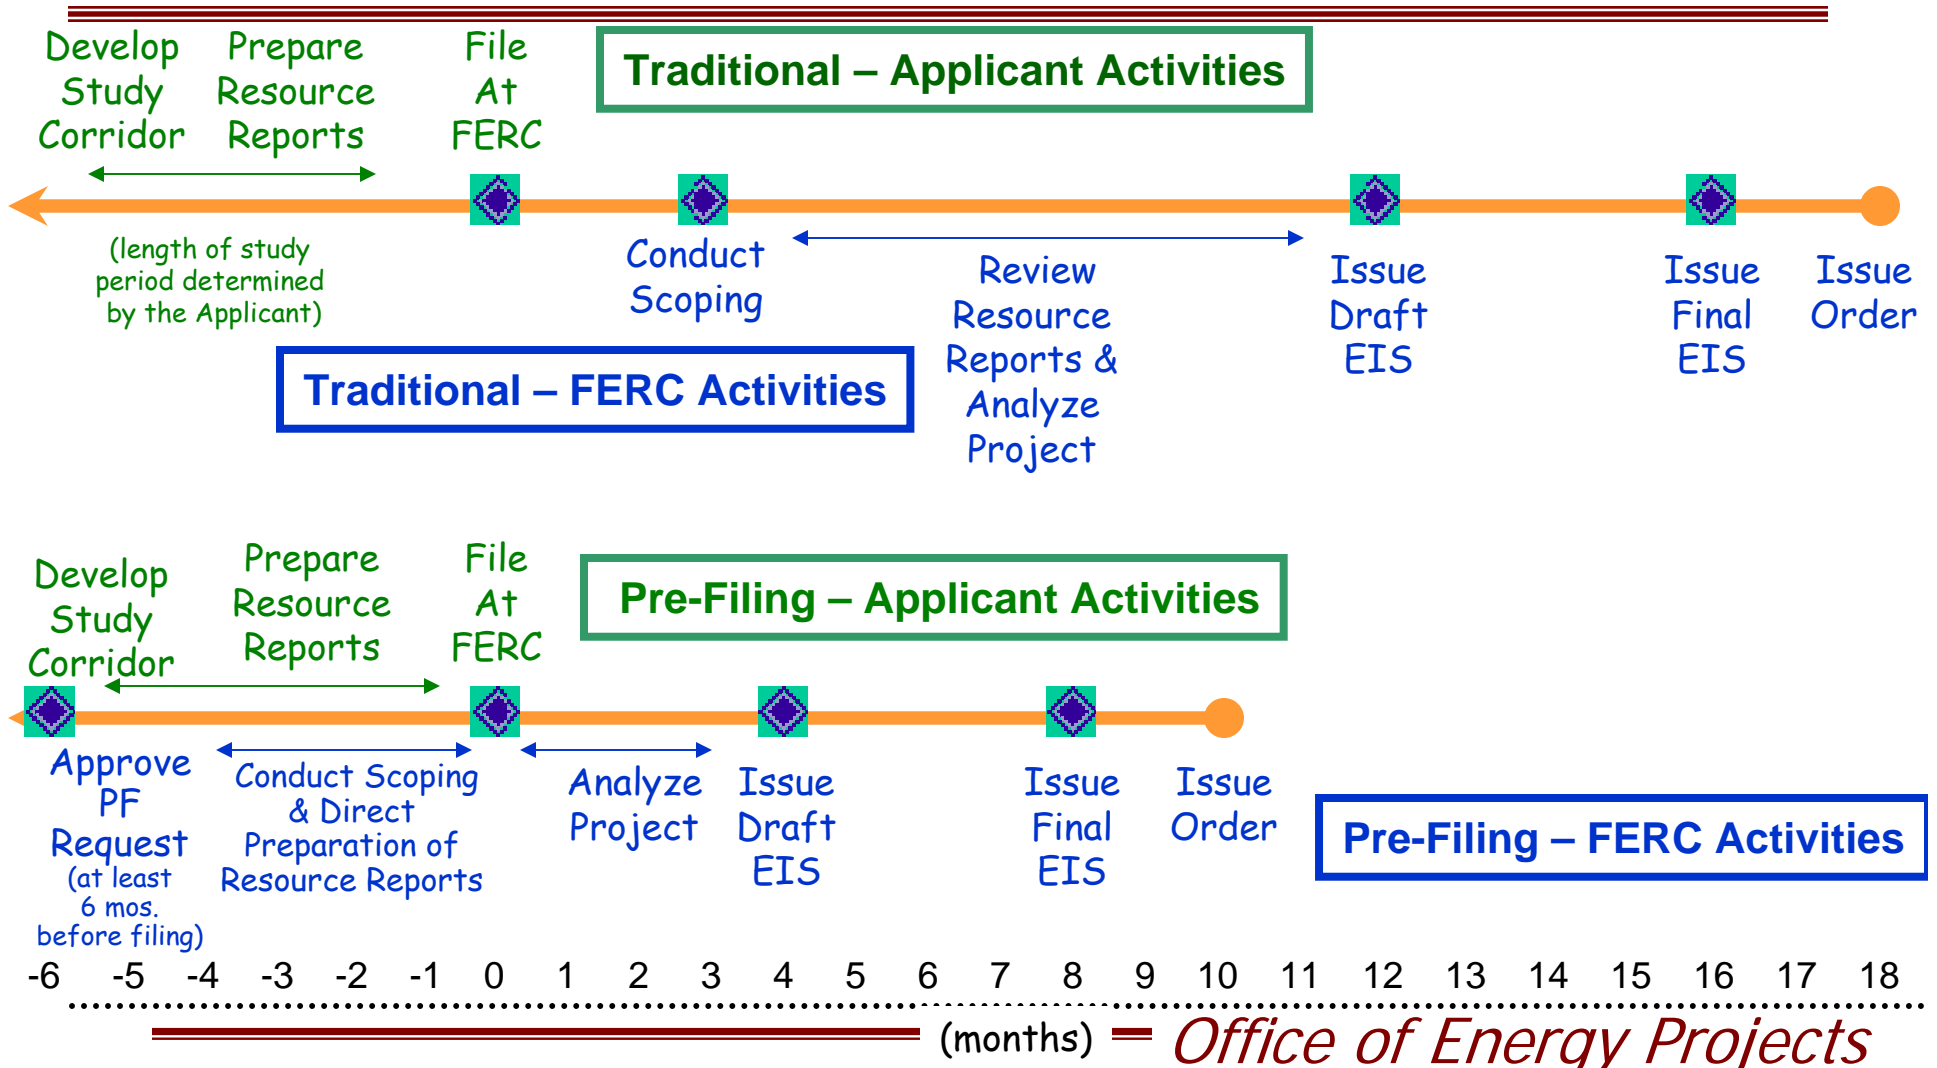 Develop
Study
Corridor
Prepare
Resource
Reports
File
At
FERC
Traditional – Applicant Activities
(length of study
period determined
by the Applicant)
Conduct
Scoping
Review
Resource
Reports &
Analyze
Project
Issue
Draft
EIS
Issue
Final
EIS
Issue
Order
Traditional – FERC Activities
Develop
Study
Corridor
Prepare
Resource
Reports
File
At
FERC
Pre-Filing – Applicant Activities
Approve
PF
Request
(at least
6 mos.
before filing)
Conduct Scoping
& Direct
Preparation of
Resource Reports
Analyze
Project
Issue
Draft
EIS
Issue
Final
EIS
Issue
Order
Pre-Filing – FERC Activities
-6 -5 -4 -3 -2 -1 0 1 2 3 4 5 6 7 8 9 10 11 12 13 14 15 16 17 18
(months)
Office of Energy Projects